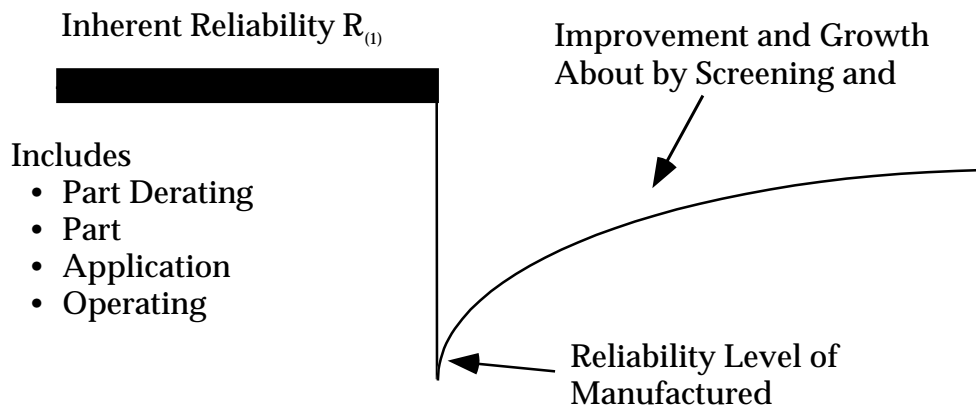 Inherent Reliability R(1)
Improvement and Growth
About by Screening and
Includes
• Part Derating
• Part
• Application
• Operating
Reliability Level of
Manufactured